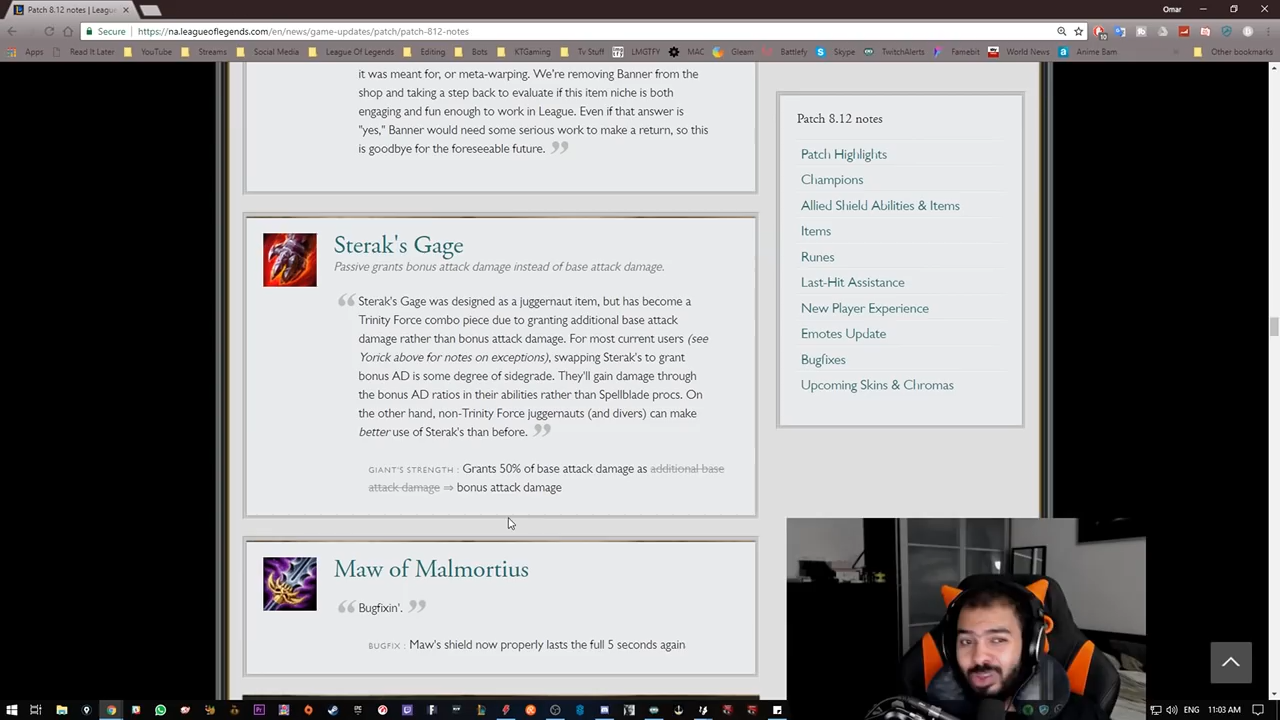 Patch 8.12 notes | Leagu
Omar
Secure
https://na.leagueoflegends.com/en/news/game-updates/patch/patch-812-notes
Apps
Read It Later
YouTube
Streams
Social Media
League Of Legends
Editing
Bots
KTGaming
Tv Stuff
LMGTFY
MAC
Gleam
Battlefy
Skype
TwitchAlerts
Famebit
World News
Anime Bam
Other bookmarks
it was meant for, or meta-warping. We're removing Banner from the
shop and taking a step back to evaluate if this item niche is both
engaging and fun enough to work in League. Even if that answer is
"yes," Banner would need some serious work to make a return, so this
is goodbye for the foreseeable future.
Sterak's Gage
Passive grants bonus attack damage instead of base attack damage.
Sterak's Gage was designed as a juggernaut item, but has become a
Trinity Force combo piece due to granting additional base attack
damage rather than bonus attack damage. For most current users (see
Yorick above for notes on exceptions), swapping Sterak's to grant
bonus AD is some degree of sidegrade. They'll gain damage through
the bonus AD ratios in their abilities rather than Spellblade procs. On
the other hand, non-Trinity Force juggernauts (and divers) can make
better use of Sterak's than before.
GIANT'S STRENGTH : Grants 50% of base attack damage as additional base
attack damage ⇒ bonus attack damage
Maw of Malmortius
Bugfixin'.
BUGFIX : Maw's shield now properly lasts the full 5 seconds again
Patch 8.12 notes
Patch Highlights
Champions
Allied Shield Abilities & Items
Items
Runes
Last-Hit Assistance
New Player Experience
Emotes Update
Bugfixes
Upcoming Skins & Chromas
ENG
11:03 AM